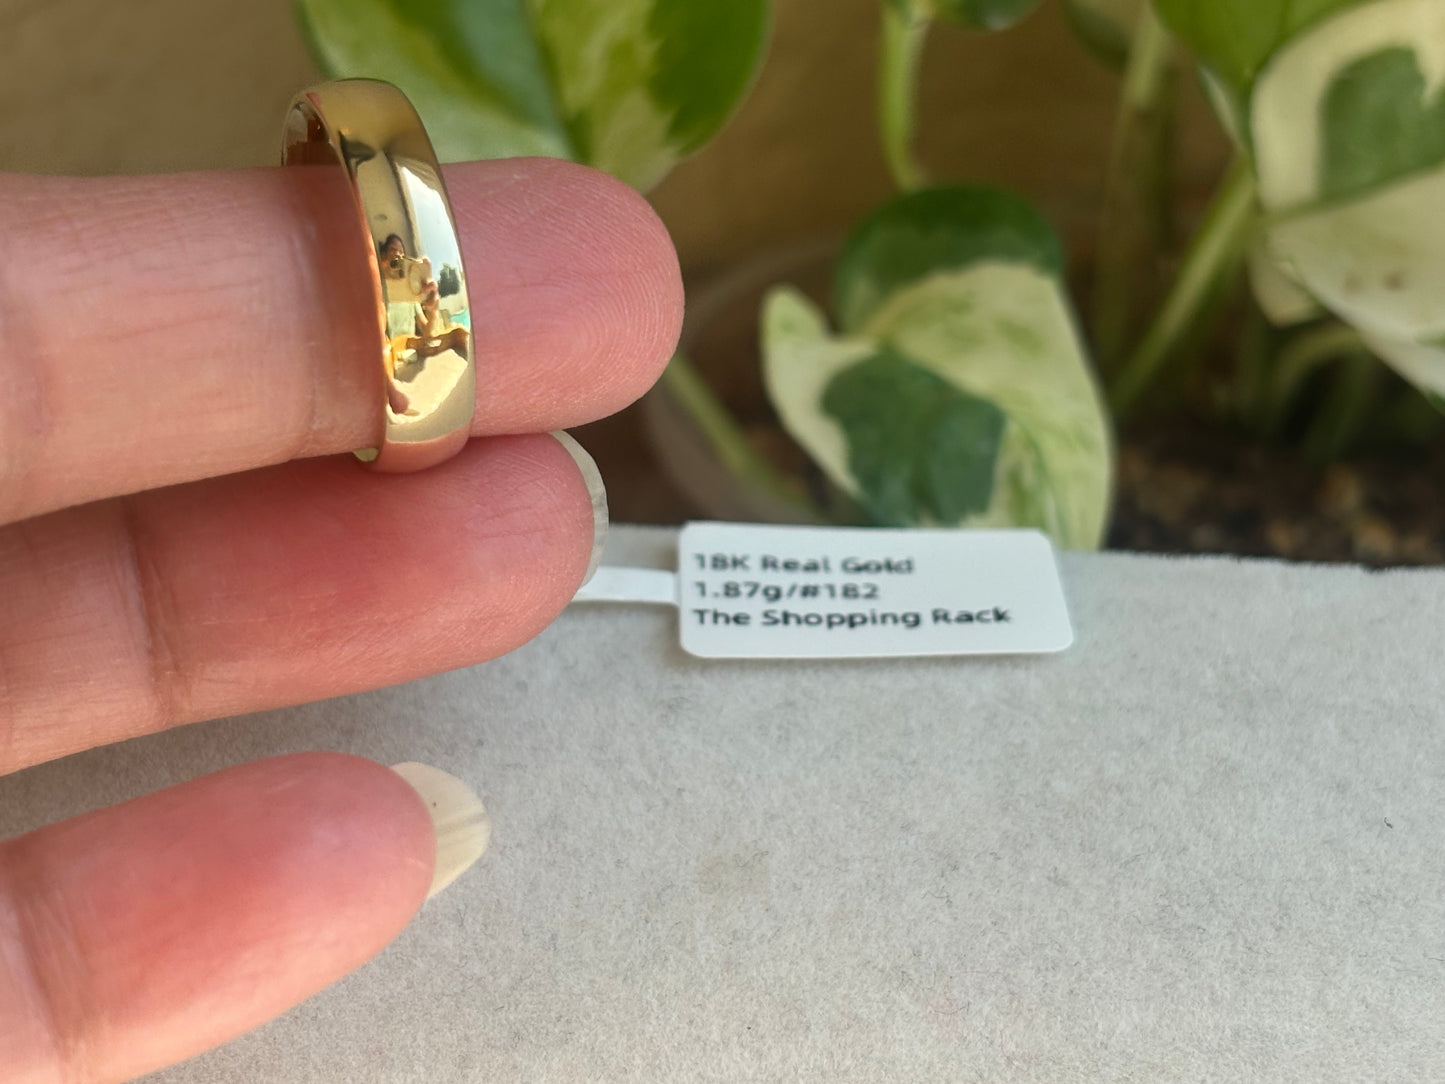 18K Real Gold
1.87g/#182
The Shopping Rack